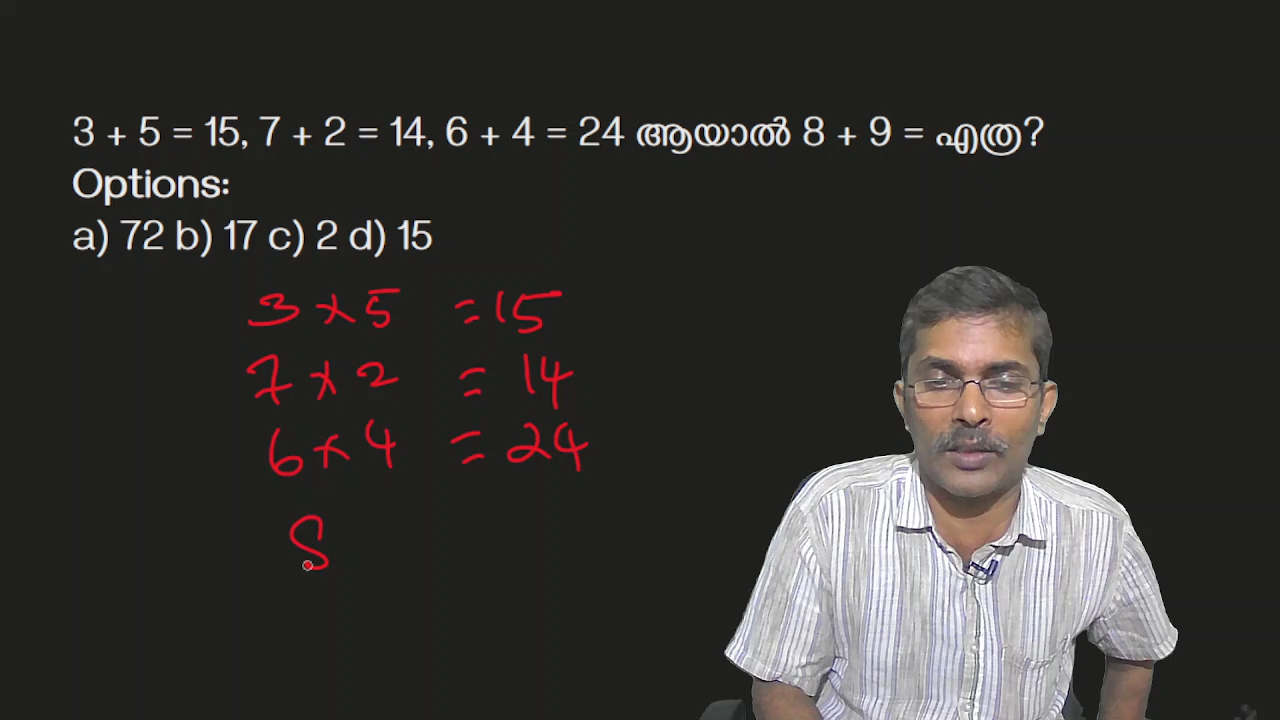 3 + 5 = 15, 7 + 2 = 14, 6 + 4 = 24 ആയാൽ 8 + 9 = എത്ര?
Options:
a) 72 b) 17 c) 2 d) 15
3 × 5 = 15
7 × 2 = 14
6 × 4 = 24
8